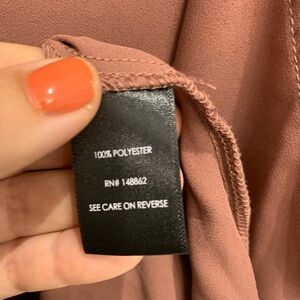 100% POLYESTER
RN# 148862
SEE CARE ON REVERSE